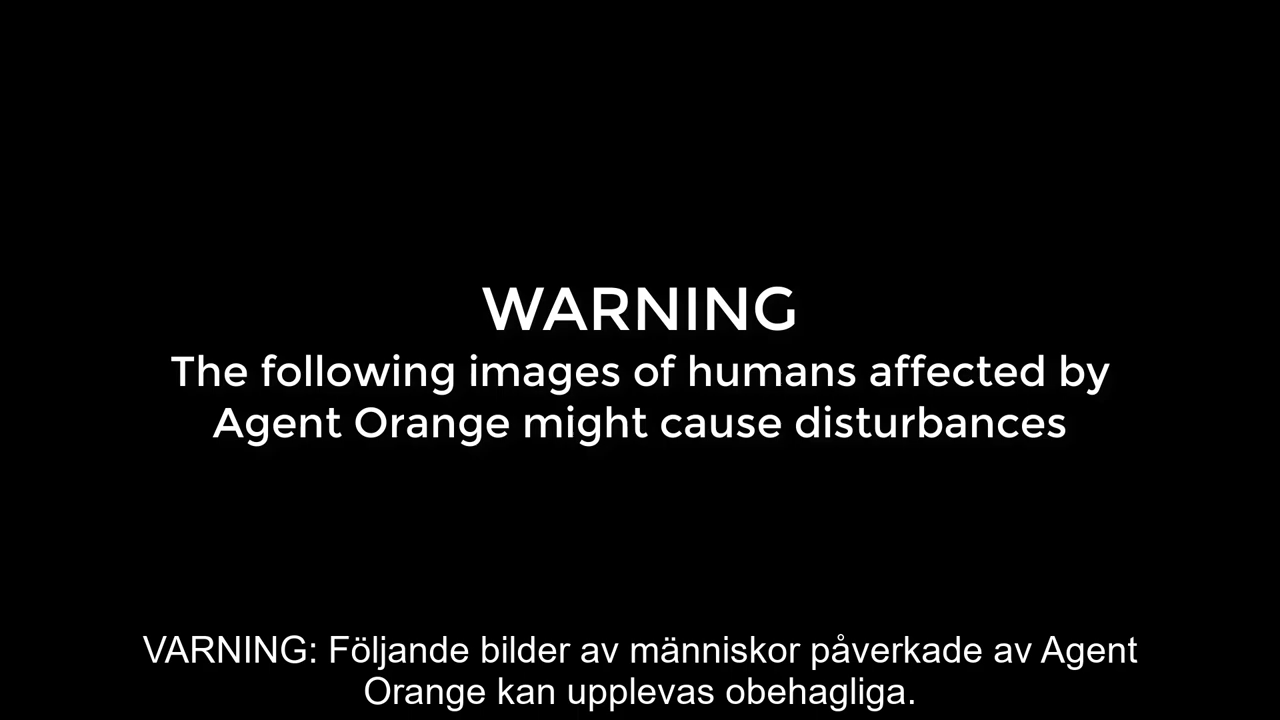 WARNING
The following images of humans affected by
Agent Orange might cause disturbances
VARNING: Följande bilder av människor påverkade av Agent
Orange kan upplevas obehagliga.